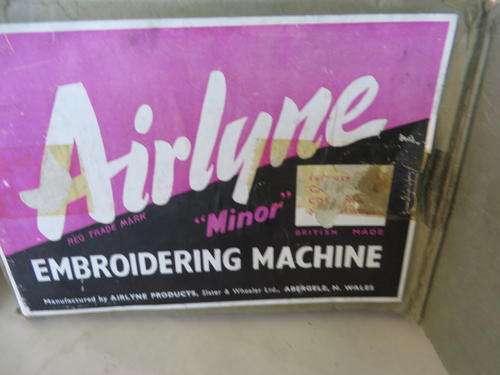 Airlyne
REG TRADE MARK
"Minor"
BRITISH MADE
EMBROIDERING MACHINE
Manufactured by AIRLYNE PRODUCTS, Slater & Wheeler Ltd., ABERGELE, N. WALES